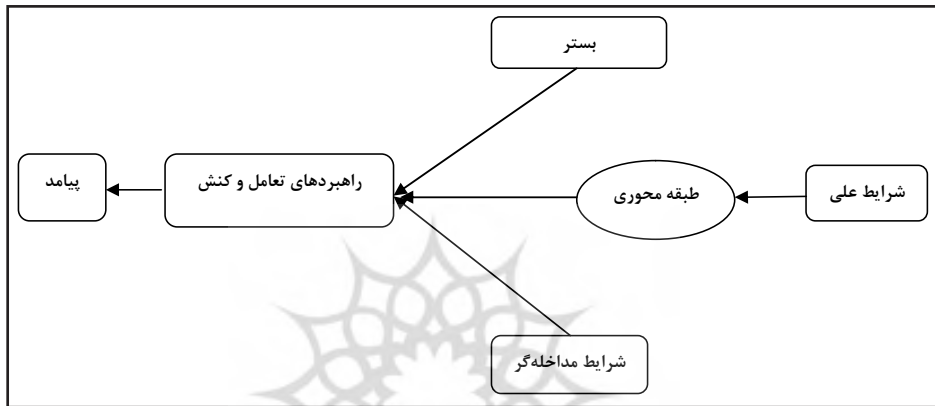 بستر
شرایط علی
طبقه محوری
راهبردهای تعامل و کنش
پیامد
شرایط مداخله‌گر